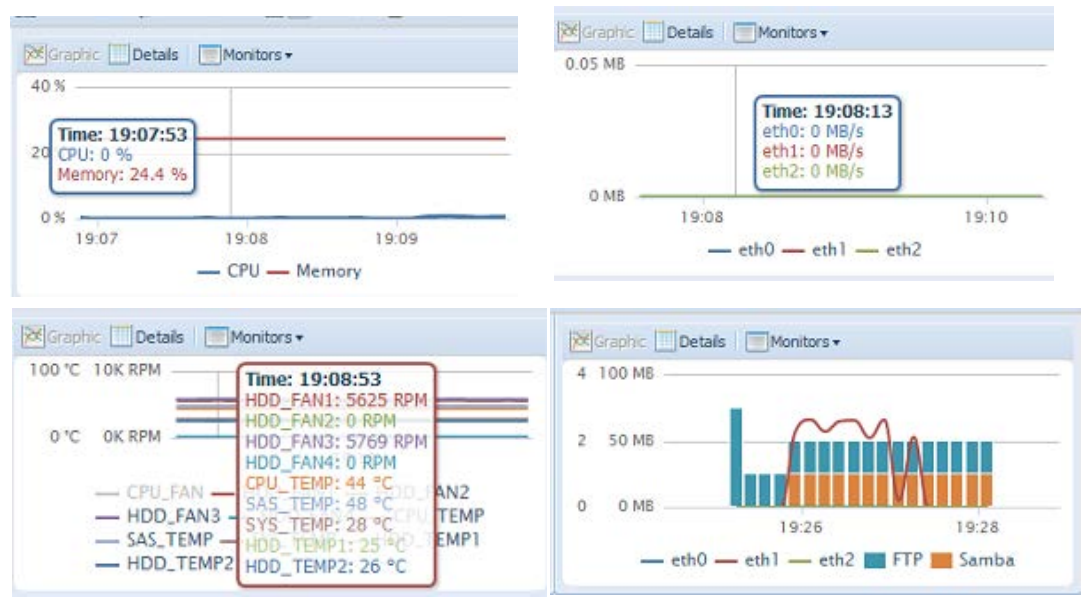 Graphic Details Monitors
40 %
Time: 19:07:53
20
CPU: 0 %
Memory: 24.4 %
0 %
19:07 19:08 19:09
CPU Memory
Graphic Details Monitors
0.05 MB
Time: 19:08:13
eth0: 0 MB/s
eth1: 0 MB/s
eth2: 0 MB/s
0 MB
19:08 19:10
eth0 eth1 eth2
Graphic Details Monitors
100 °C 10K RPM
Time: 19:08:53
HDD_FAN1: 5625 RPM
HDD_FAN2: 0 RPM
0 °C 0K RPM
HDD_FAN3: 5769 RPM
HDD_FAN4: 0 RPM
CPU_TEMP: 44 °C
SAS_TEMP: 48 °C
SYS_TEMP: 28 °C
HDD_TEMP1: 25 °C
HDD_TEMP2: 26 °C
CPU_FAN FAN2
HDD_FAN3 TEMP
SAS_TEMP EMP1
HDD_TEMP2
Graphic Details Monitors
4 100 MB
2 50 MB
0 0 MB
19:26 19:28
eth0 eth1 eth2 FTP Samba